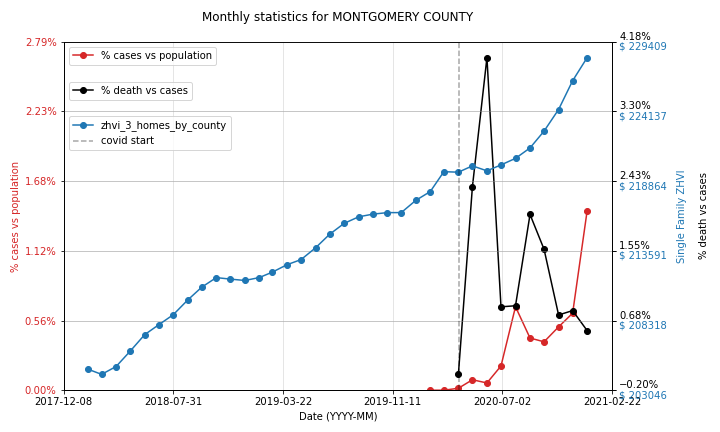 Monthly statistics for MONTGOMERY COUNTY
2.79%
2.23%
1.68%
1.12%
0.56%
0.00%
% cases vs population
% cases vs population
% death vs cases
zhvi_3_homes_by_county
covid start
4.18%
$ 229409
3.30%
$ 224137
2.43%
$ 218864
1.55%
$ 213591
0.68%
$ 208318
−0.20%
$ 203046
Single Family ZHVI
% death vs cases
2017-12-08
2018-07-31
2019-03-22
2019-11-11
2020-07-02
2021-02-22
Date (YYYY-MM)